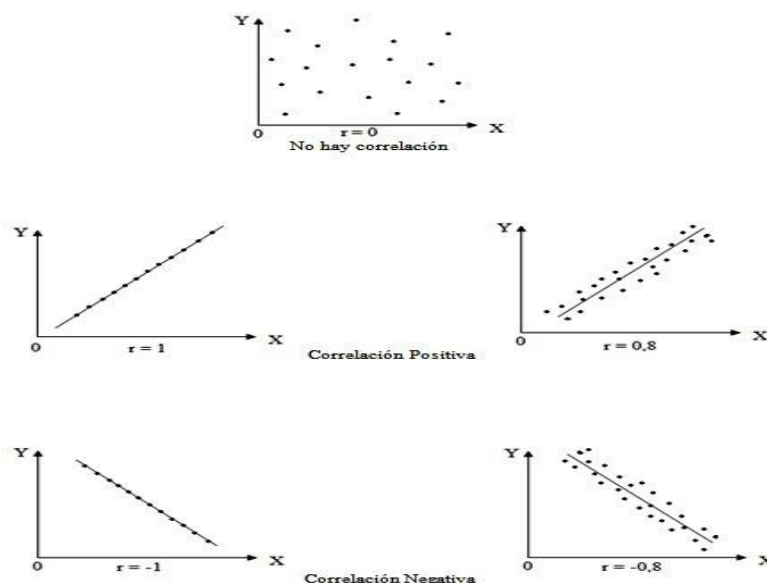 Y
0
r = 0
X
No hay correlación
Y
Y
0
r = 1
X
Correlación Positiva
0
r = 0,8
X
Y
Y
0
r = -1
X
Correlación Negativa
0
r = -0,8
X